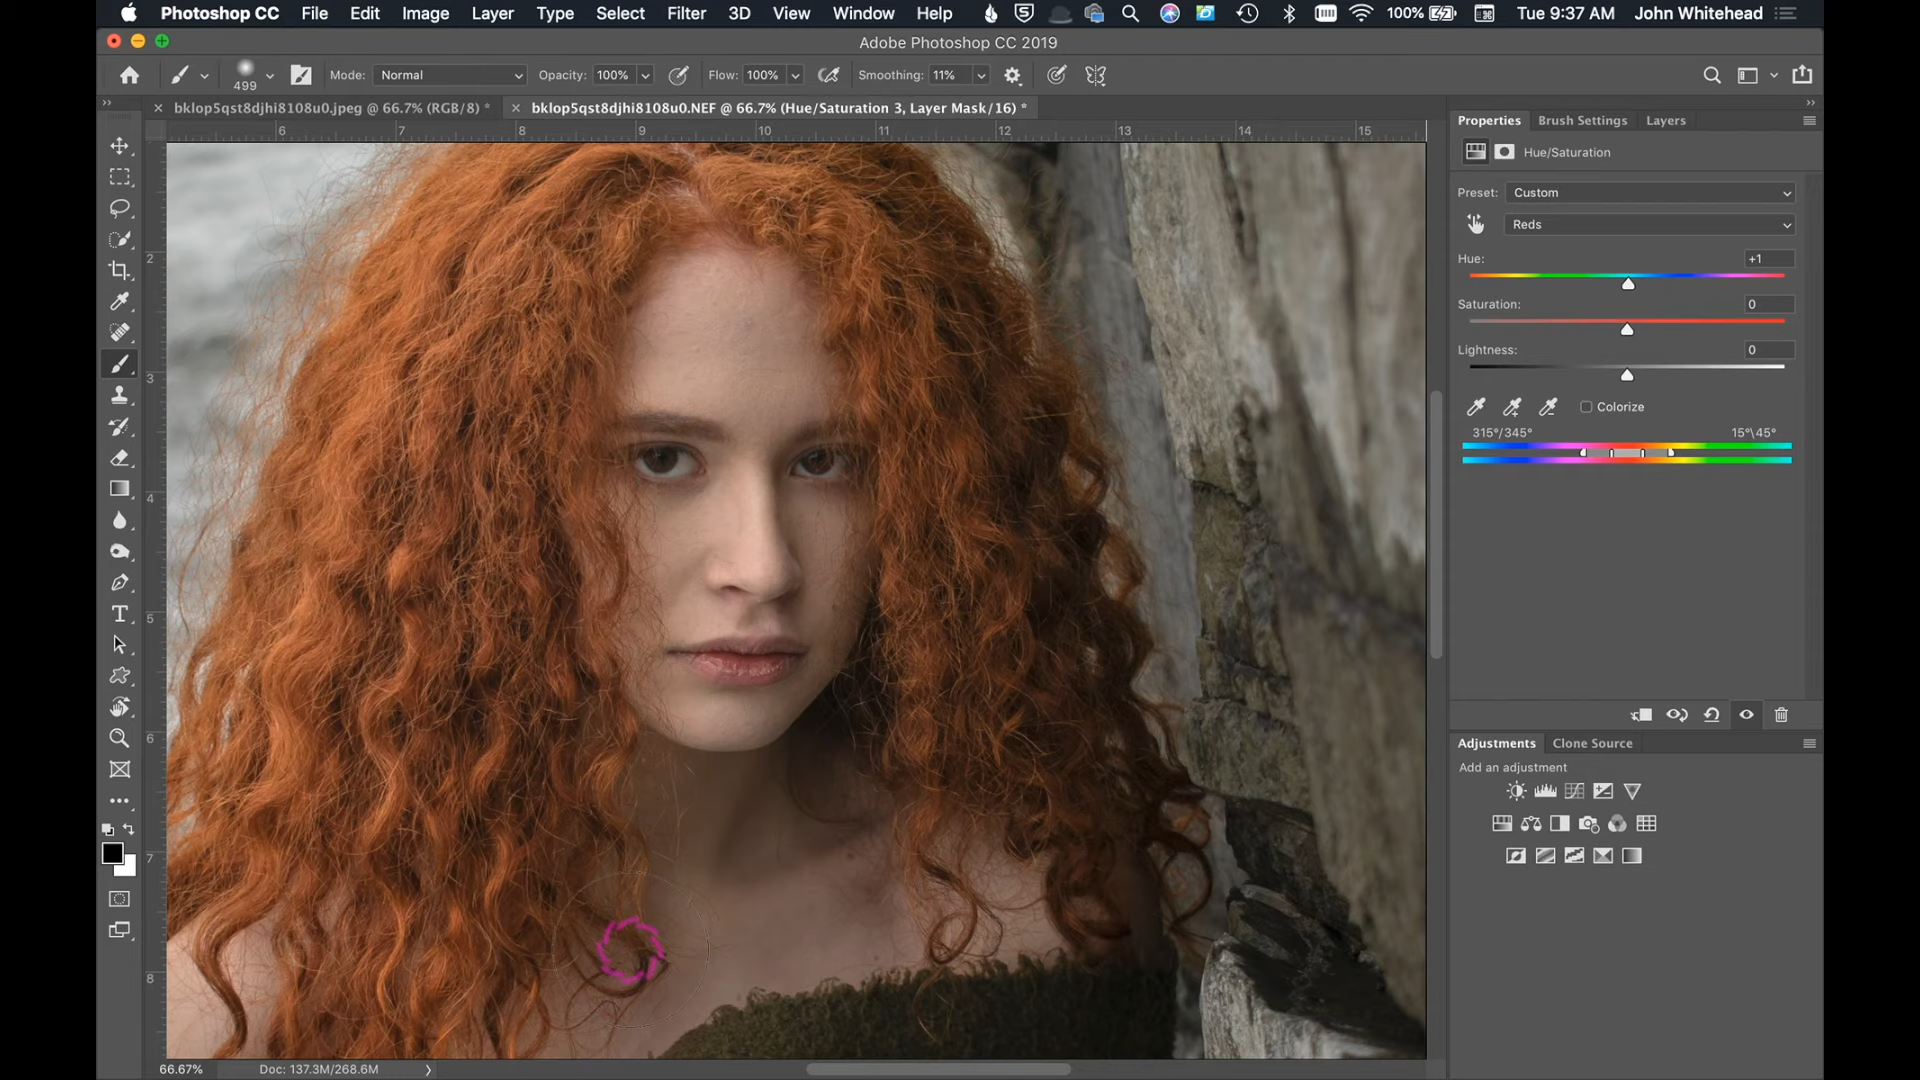 Photoshop CC File Edit Image Layer Type Select Filter 3D View Window Help 100% Tue 9:37 AM John Whitehead
Adobe Photoshop CC 2019
499 Mode: Normal Opacity: 100% Flow: 100% Smoothing: 11%
bklop5qst8djhi8108u0.jpeg @ 66.7% (RGB/8) * bklop5qst8djhi8108u0.NEF @ 66.7% (Hue/Saturation 3, Layer Mask/16) *
6 7 8 9 10 11 12 13 14 15
2
3
4
5
6
7
8
Properties Brush Settings Layers
Hue/Saturation
Preset: Custom
Reds
Hue: +1
Saturation: 0
Lightness: 0
Colorize
315°/345° 15°\45°
Adjustments Clone Source
Add an adjustment
66.67% Doc: 137.3M/268.6M